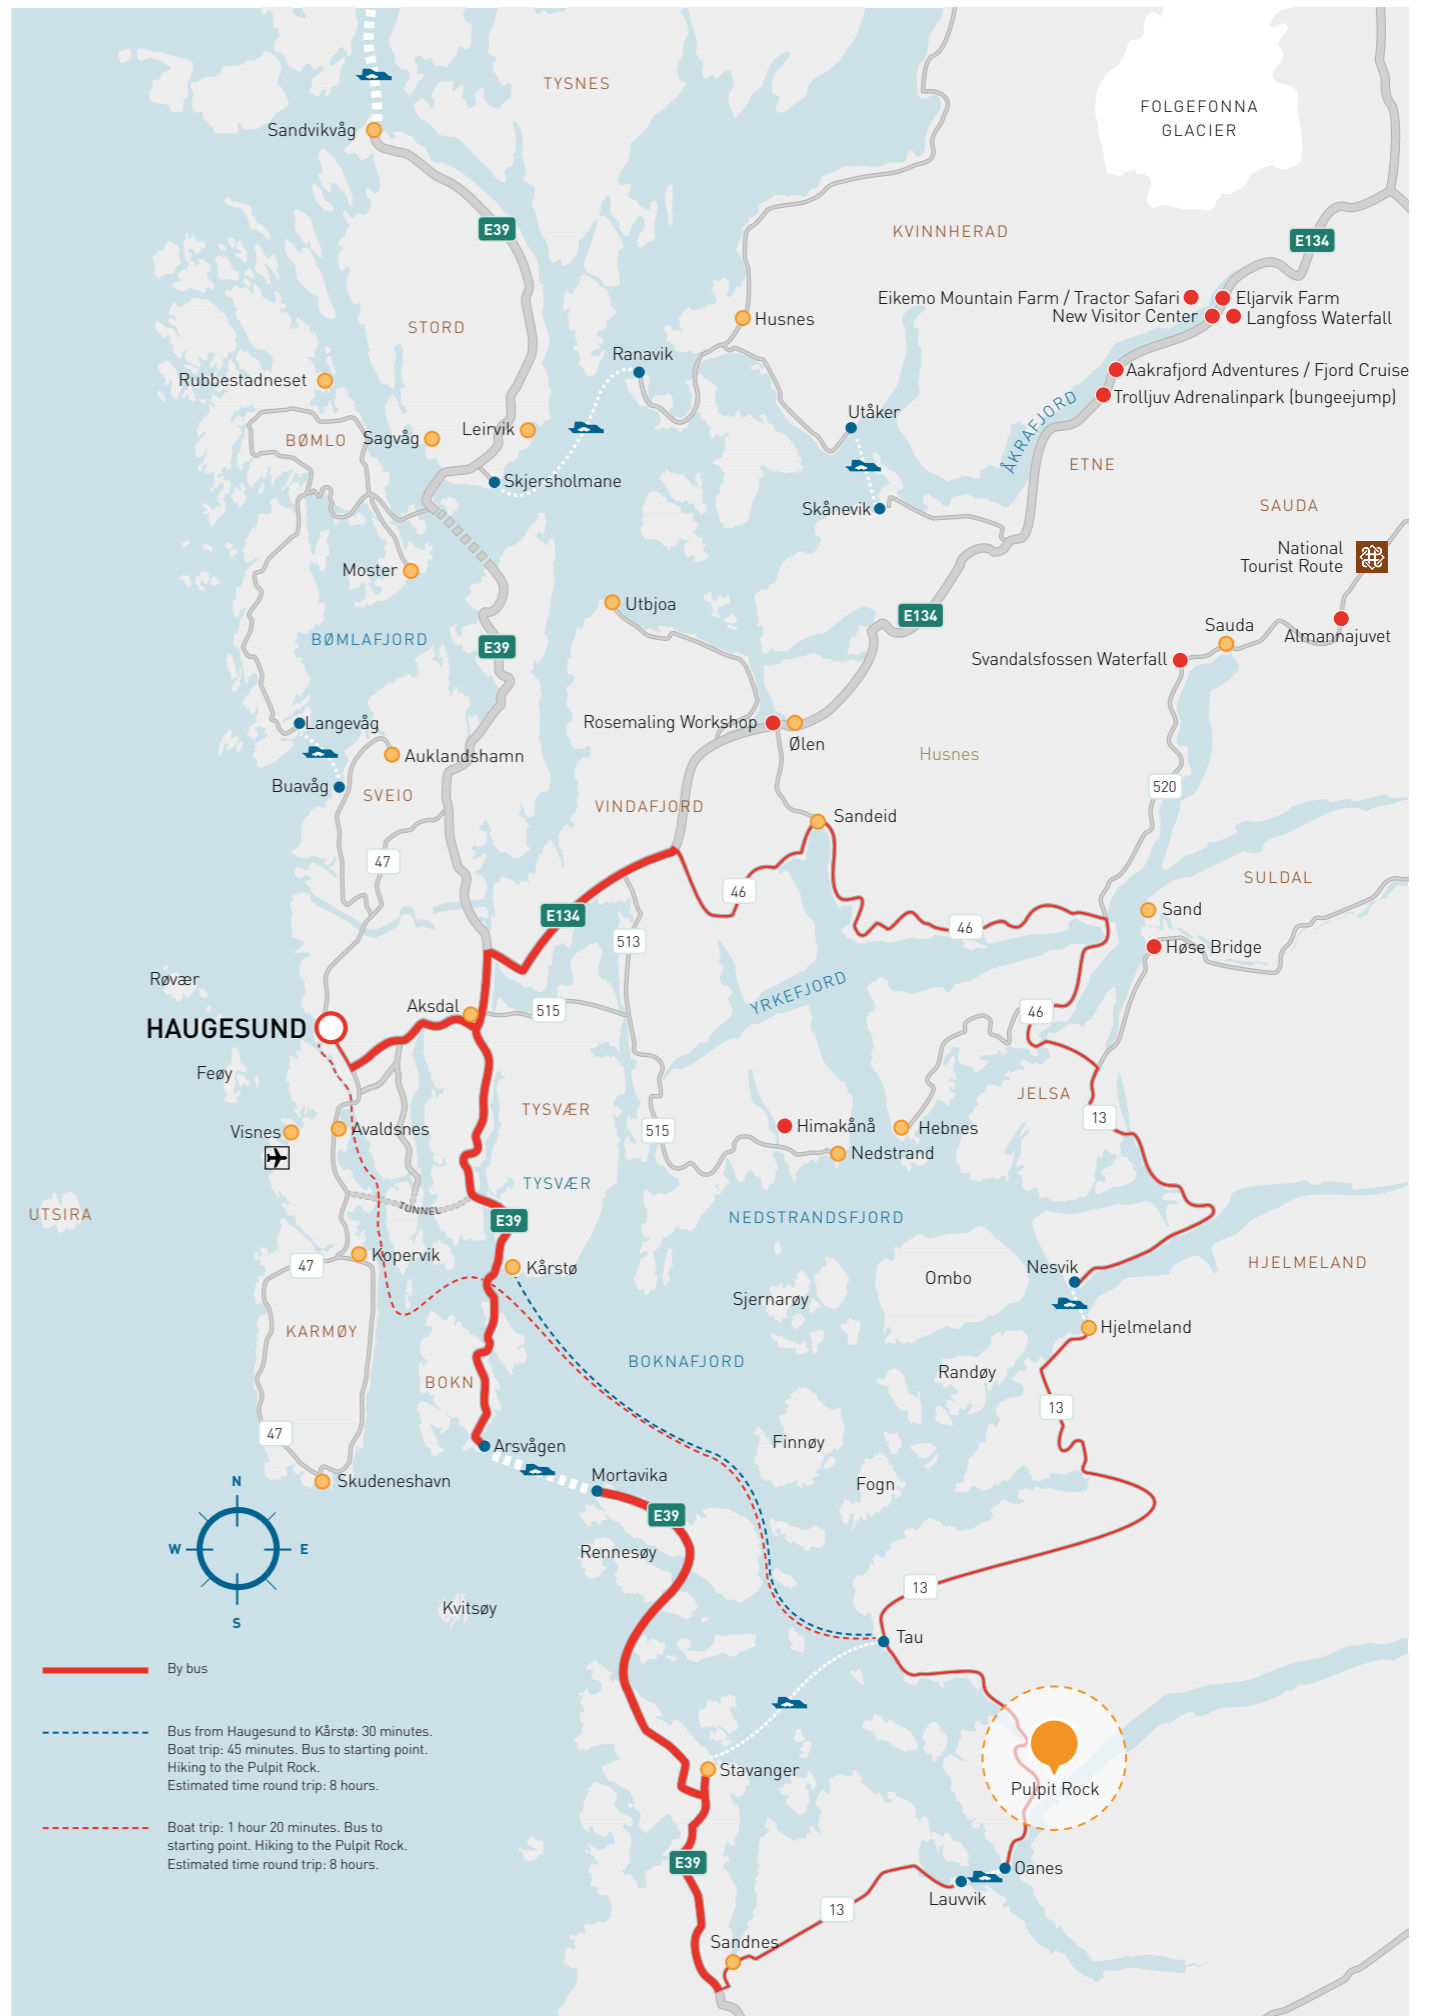 TYSNES
FOLGEFONNA
GLACIER
Sandvikvåg
E39
KVINNHERAD
E134
Eikemo Mountain Farm / Tractor Safari
Eljarvik Farm
New Visitor Center
Langfoss Waterfall
Husnes
STORD
Ranavik
Rubbestadneset
Aakrafjord Adventures / Fjord Cruise
Trolljuv Adrenalinpark (bungeejump)
Utåker
ÅKRAFJORD
BØMLO
Sagvåg
Leirvik
ETNE
Skjersholmane
Skånevik
SAUDA
National
Tourist Route
Moster
Utbjoa
E134
Sauda
Almannajuvet
BØMLAFJORD
E39
Svandalsfossen Waterfall
Langevåg
Rosemaling Workshop
Ølen
Auklandshamn
Husnes
Buavåg
SVEIO
520
VINDAFJORD
Sandeid
47
46
SULDAL
E134
Sand
46
513
Høse Bridge
Røvær
YRKEFJORD
Aksdal
515
46
HAUGESUND
Feøy
JELSA
TYSVÆR
13
Visnes
Avaldsnes
515
Himakånå
Hebnes
Nedstrand
TYSVÆR
UTSIRA
TUNNEL
E39
NEDSTRANDSFJORD
Kopervik
47
Kårstø
HJELMELAND
Nesvik
Ombo
Sjernarøy
KARMØY
Hjelmeland
BOKNAFJORD
Randøy
BOKN
13
47
Arsvågen
Finnøy
Skudeneshavn
Mortavika
Fogn
N
E39
W
E
Rennesøy
S
13
Kvitsøy
Tau
By bus
Bus from Haugesund to Kårstø: 30 minutes.
Boat trip: 45 minutes. Bus to starting point.
Hiking to the Pulpit Rock.
Estimated time round trip: 8 hours.
Stavanger
Pulpit Rock
Boat trip: 1 hour 20 minutes. Bus to
starting point. Hiking to the Pulpit Rock.
Estimated time round trip: 8 hours.
E39
Oanes
Lauvvik
13
Sandnes